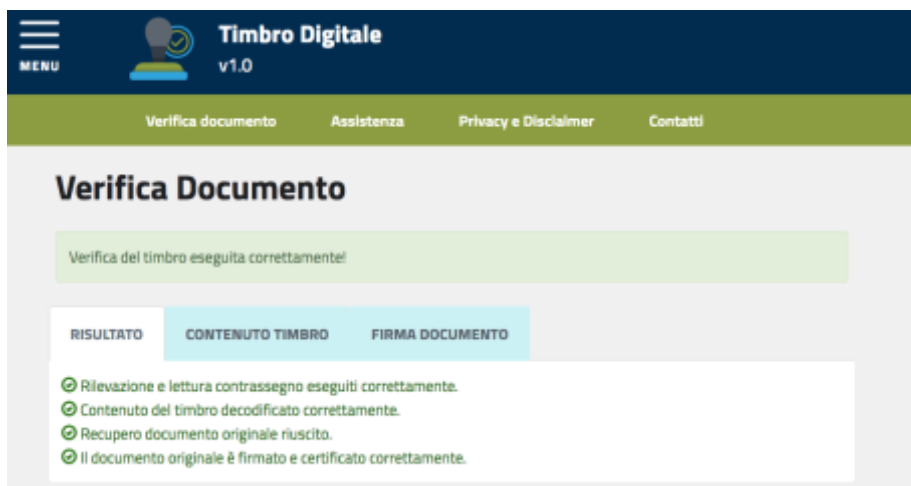 MENU
Timbro Digitale
v1.0
Verifica documento Assistenza Privacy e Disclaimer Contatti
Verifica Documento
Verifica del timbro eseguita correttamente!
RISULTATO CONTENUTO TIMBRO FIRMA DOCUMENTO
Rilevazione e lettura contrassegno eseguiti correttamente.
Contenuto del timbro decodificato correttamente.
Recupero documento originale riuscito.
Il documento originale è firmato e certificato correttamente.